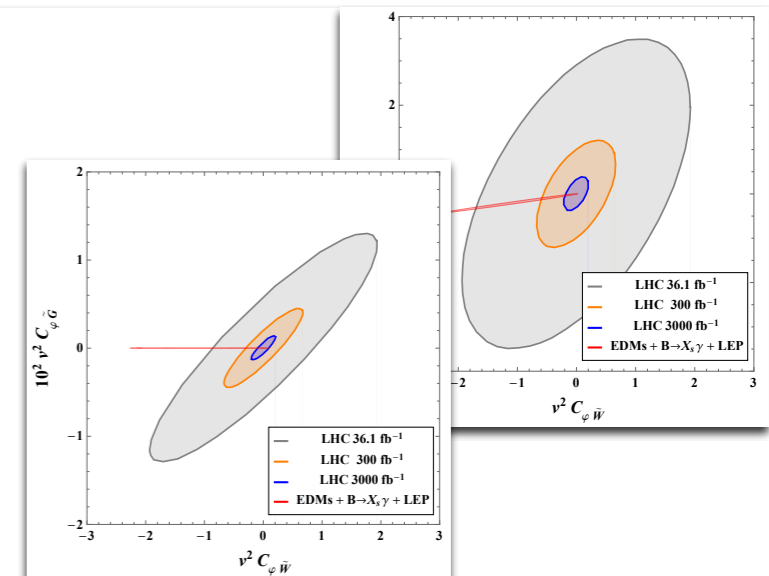 4
2
-2
-1
0
1
2
3
v² C_φW̃
LHC 36.1 fb⁻¹
LHC 300 fb⁻¹
LHC 3000 fb⁻¹
EDMs + B→X_s γ + LEP
2
1
0
-1
-2
-3
-2
-1
0
1
2
3
10² v² C_φG̃
v² C_φW̃
LHC 36.1 fb⁻¹
LHC 300 fb⁻¹
LHC 3000 fb⁻¹
EDMs + B→X_s γ + LEP